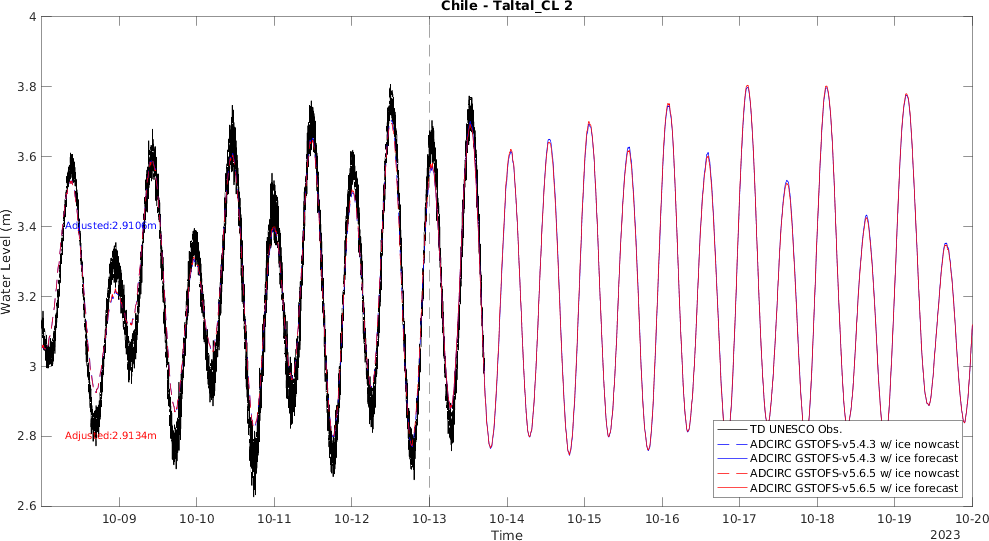 Chile - Taltal_CL 2
4
3.8
3.6
3.4
3.2
3
2.8
2.6
Water Level (m)
Adjusted:2.9106m
Adjusted:2.9134m
TD UNESCO Obs.
ADCIRC GSTOFS-v5.4.3 w/ ice nowcast
ADCIRC GSTOFS-v5.4.3 w/ ice forecast
ADCIRC GSTOFS-v5.6.5 w/ ice nowcast
ADCIRC GSTOFS-v5.6.5 w/ ice forecast
10-09 10-10 10-11 10-12 10-13 10-14 10-15 10-16 10-17 10-18 10-19 10-20
Time
2023